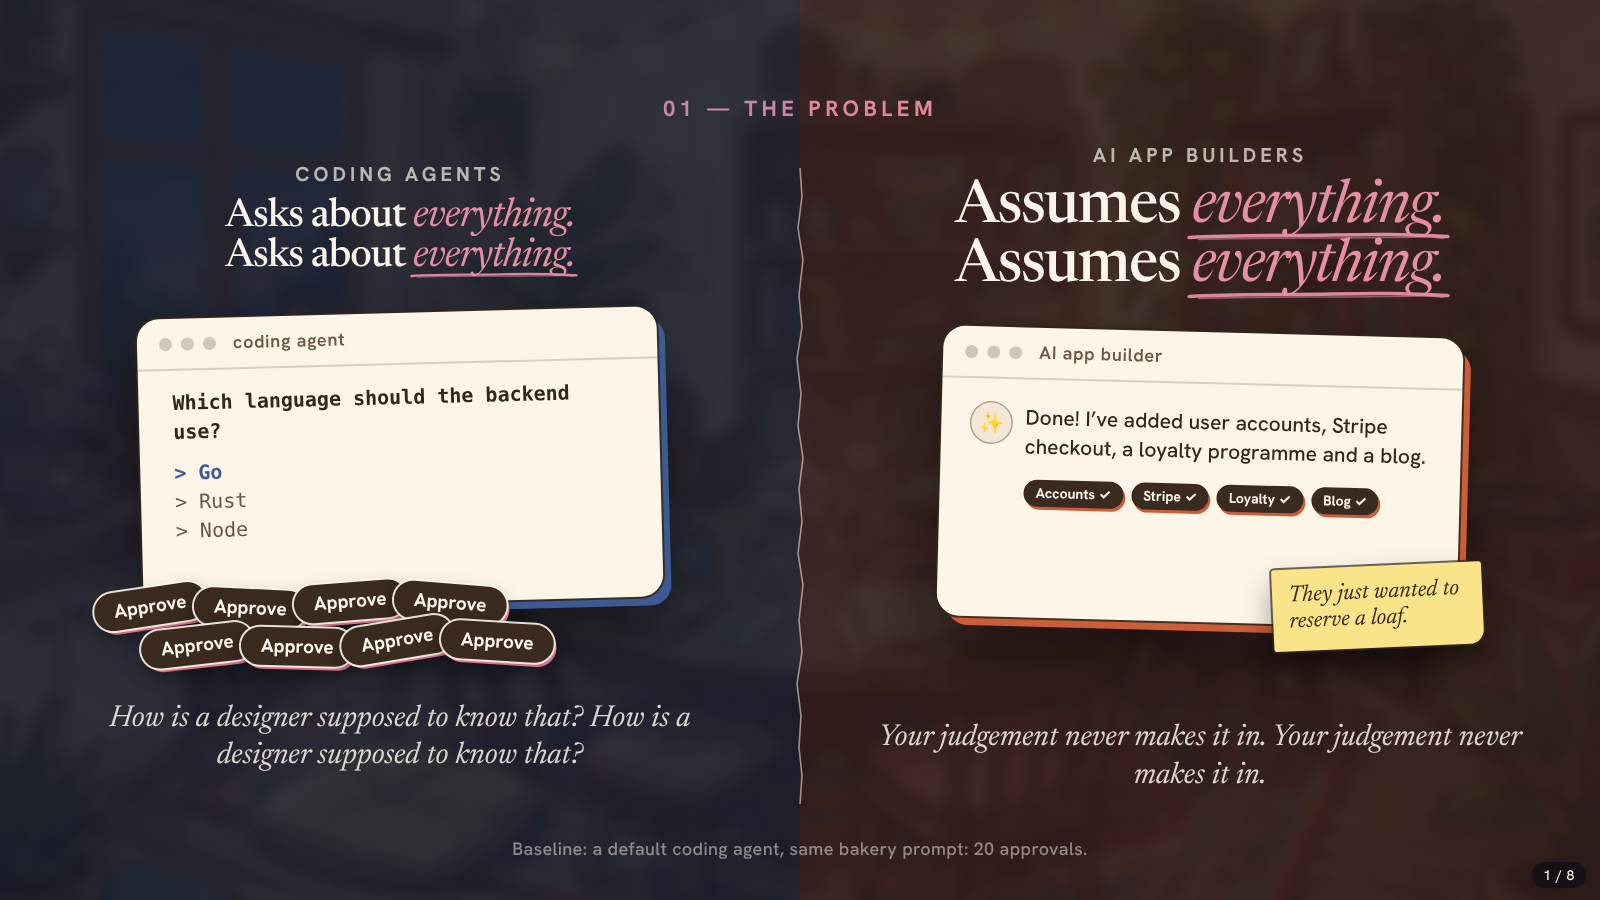 01 — THE PROBLEM
CODING AGENTS
Asks about everything.
Asks about everything.
coding agent
Which language should the backend
use?
> Go
> Rust
> Node
Approve
Approve
Approve
Approve
Approve
Approve
Approve
Approve
How is a designer supposed to know that? How is a
designer supposed to know that?
AI APP BUILDERS
Assumes everything.
Assumes everything.
AI app builder
Done! I’ve added user accounts, Stripe
checkout, a loyalty programme and a blog.
Accounts ✓ Stripe ✓ Loyalty ✓ Blog ✓
They just wanted to
reserve a loaf.
Your judgement never makes it in. Your judgement never
makes it in.
Baseline: a default coding agent, same bakery prompt: 20 approvals.
1 / 8